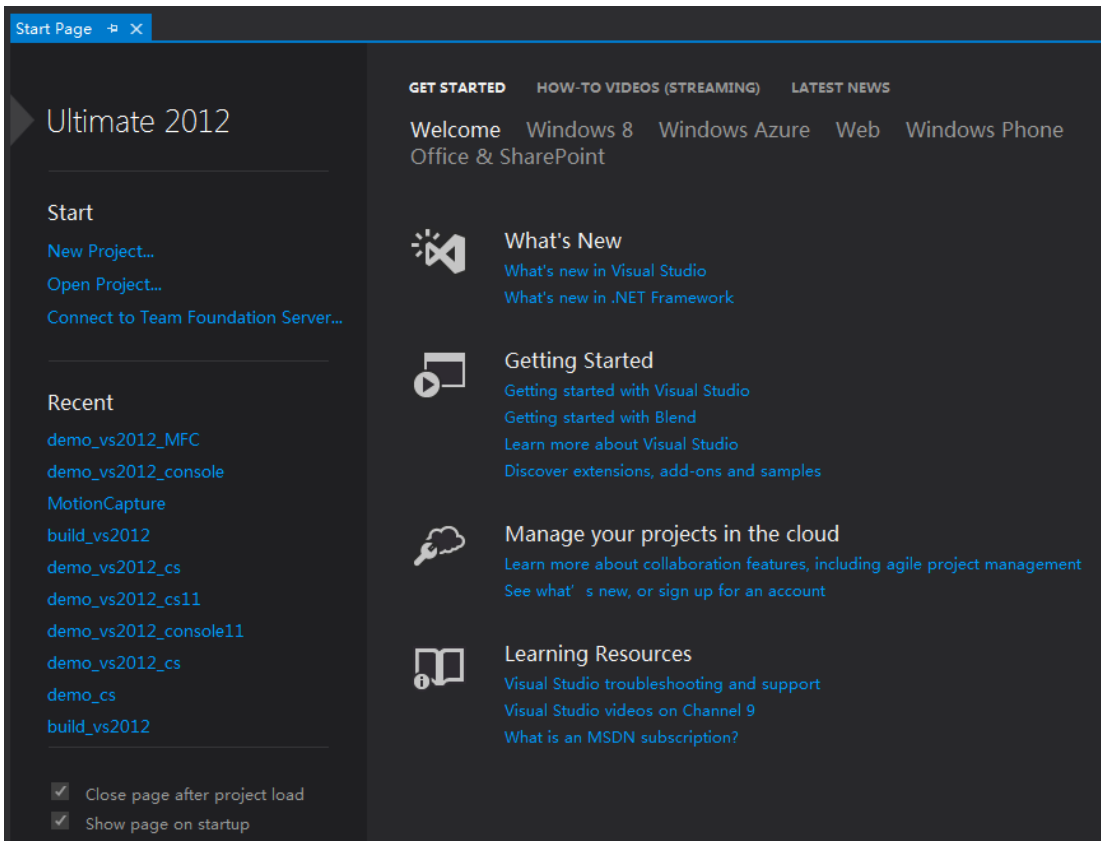 Start Page
Ultimate 2012
Start
New Project...
Open Project...
Connect to Team Foundation Server...
Recent
demo_vs2012_MFC
demo_vs2012_console
MotionCapture
build_vs2012
demo_vs2012_cs
demo_vs2012_cs11
demo_vs2012_console11
demo_vs2012_cs
demo_cs
build_vs2012
Close page after project load
Show page on startup
GET STARTED HOW-TO VIDEOS (STREAMING) LATEST NEWS
Welcome Windows 8 Windows Azure Web Windows Phone
Office & SharePoint
What's New
What's new in Visual Studio
What's new in .NET Framework
Getting Started
Getting started with Visual Studio
Getting started with Blend
Learn more about Visual Studio
Discover extensions, add-ons and samples
Manage your projects in the cloud
Learn more about collaboration features, including agile project management
See what’s new, or sign up for an account
Learning Resources
Visual Studio troubleshooting and support
Visual Studio videos on Channel 9
What is an MSDN subscription?